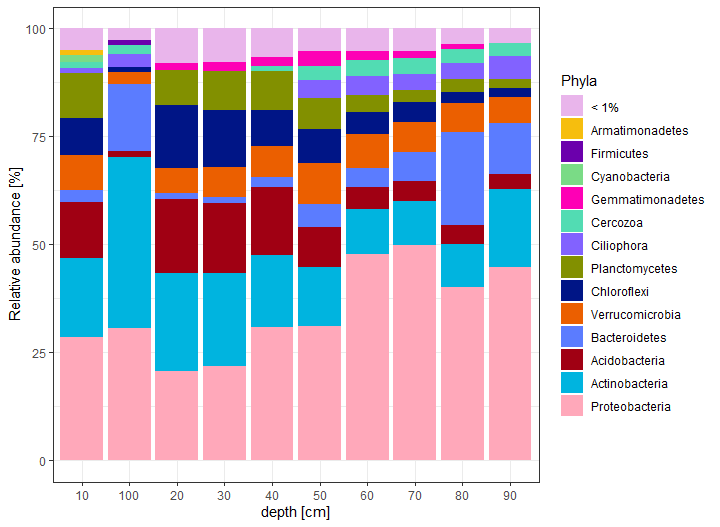 100
75
50
25
0
Relative abundance [%]
10 100 20 30 40 50 60 70 80 90
depth [cm]
Phyla
< 1%
Armatimonadetes
Firmicutes
Cyanobacteria
Gemmatimonadetes
Cercozoa
Ciliophora
Planctomycetes
Chloroflexi
Verrucomicrobia
Bacteroidetes
Acidobacteria
Actinobacteria
Proteobacteria